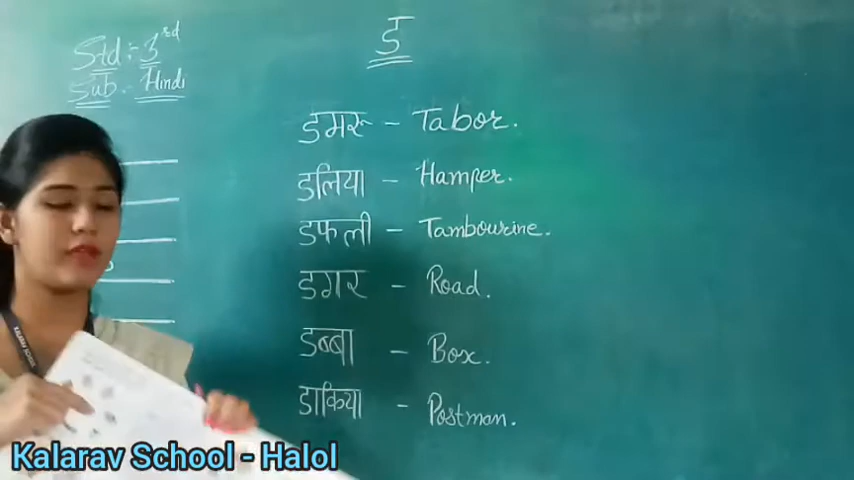 Std :- 3rd
Sub. - Hindi
ड
डमरू - Tabor.
डलिया - Hamper.
डफली - Tambourine.
डगर - Road.
डब्बा - Box.
डाकिया - Postman.
Kalarav School - Halol